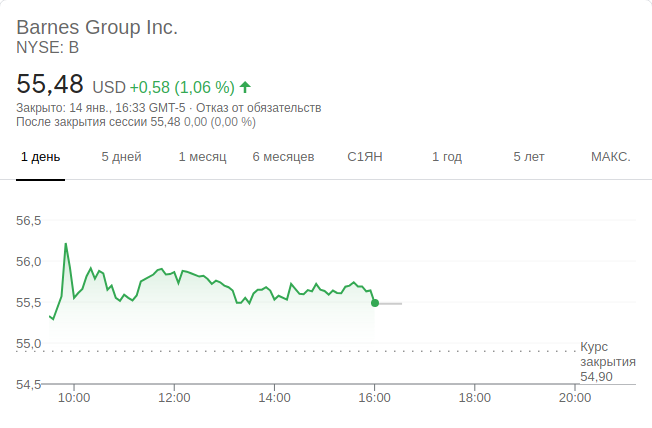 Barnes Group Inc.
NYSE: B
55,48 USD +0,58 (1,06 %)
Закрыто: 14 янв., 16:33 GMT-5 · Отказ от обязательств
После закрытия сессии 55,48 0,00 (0,00 %)
1 день 5 дней 1 месяц 6 месяцев С1ЯН 1 год 5 лет МАКС.
56,5
56,0
55,5
55,0
Курс
закрытия
54,90
54,5
10:00 12:00 14:00 16:00 18:00 20:00